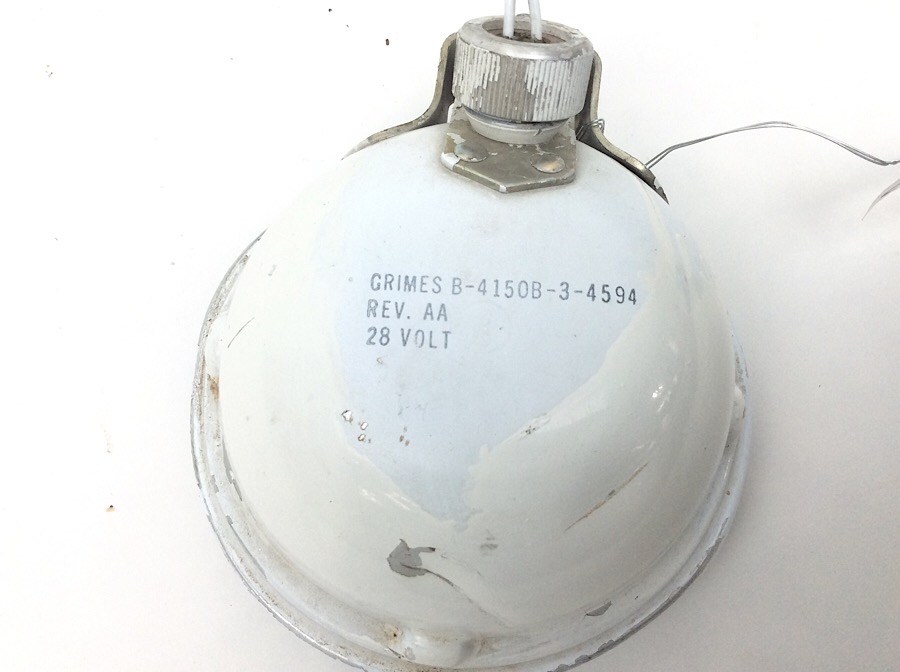 GRIMES B-4150B-3-4594
REV. AA
28 VOLT